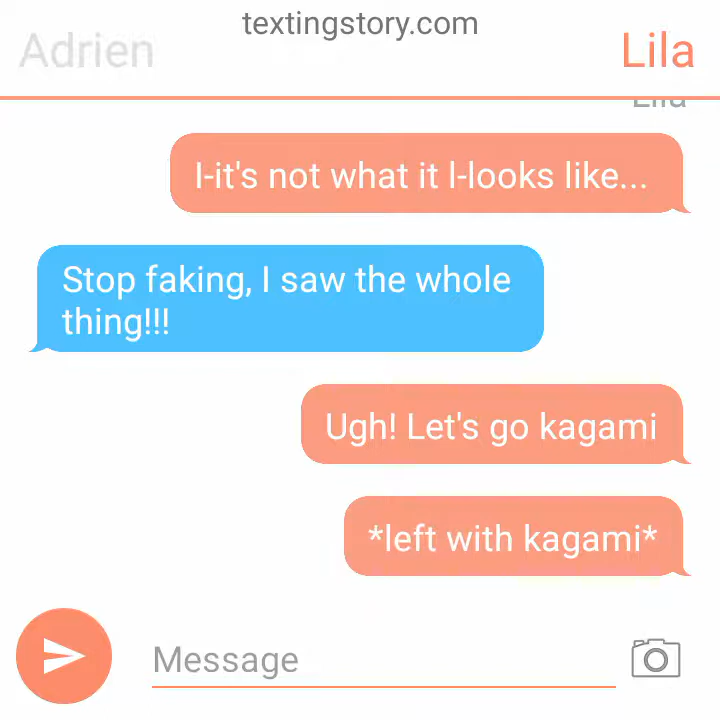 textingstory.com
Adrien
Lila
I-it's not what it l-looks like...
Stop faking, I saw the whole
thing!!!
Ugh! Let's go kagami
*left with kagami*
Message